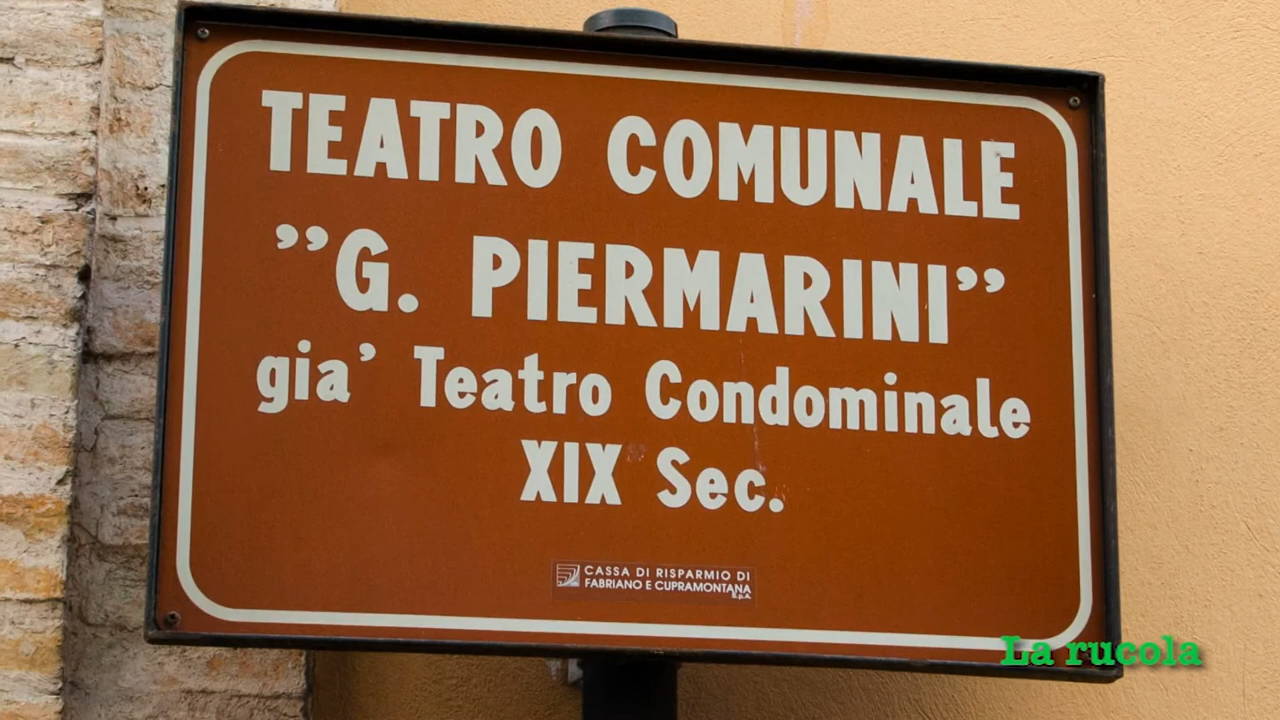 TEATRO COMUNALE
”G. PIERMARINI”
gia’ Teatro Condominale
XIX Sec.
CASSA DI RISPARMIO DI
FABRIANO E CUPRAMONTANA
S.p.A.
La rucola